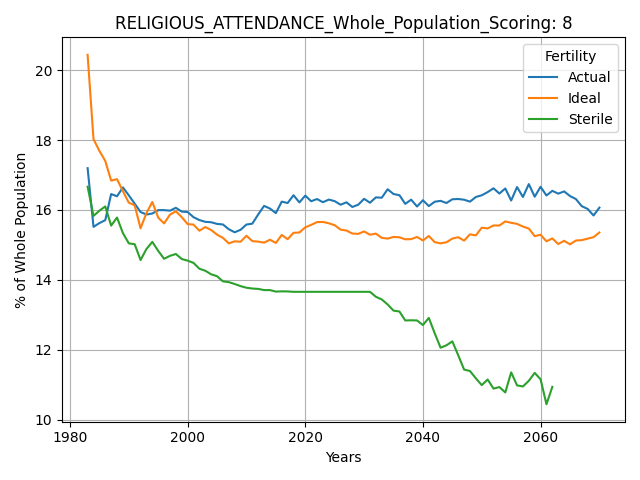 RELIGIOUS_ATTENDANCE_Whole_Population_Scoring: 8
Fertility
Actual
Ideal
Sterile
% of Whole Population
20
18
16
14
12
10
1980 2000 2020 2040 2060
Years